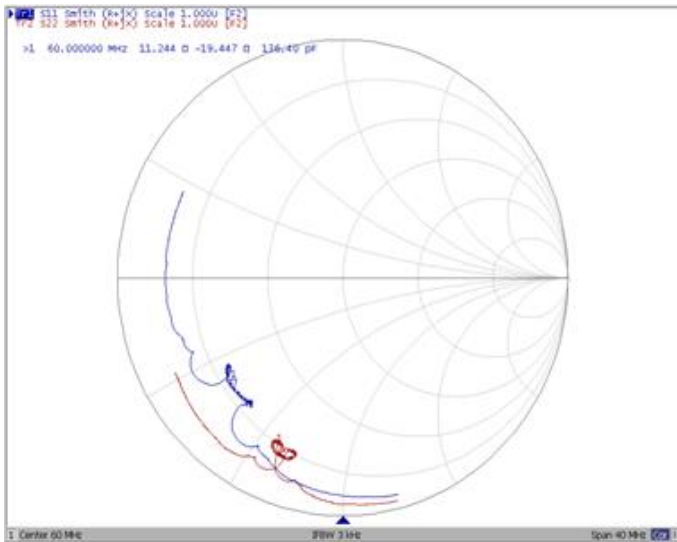 Tr1 S11 Smith (R+jX) Scale 1.000U [F2]
Tr2 S22 Smith (R+jX) Scale 1.000U [F2]
>1 60.000000 MHz 11.244 Ω -19.447 Ω 136.40 pF
1 Center 60 MHz IFBW 3 kHz Span 40 MHz Cor